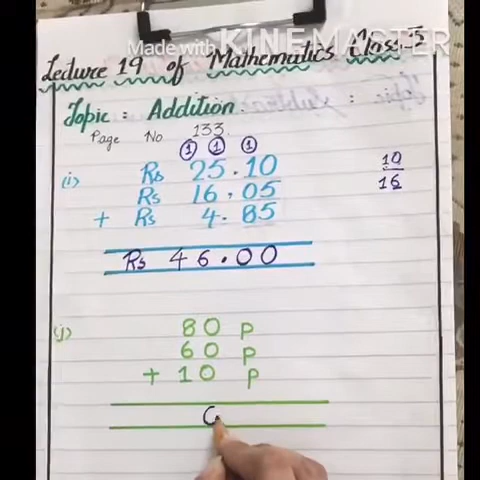 Made with KINEMASTER
Lecture 19 of Mathematics Class 5
Topic : Addition.
Page No 133.
1 1 1
(i) Rs 25.10
Rs 16.05
+ Rs 4.85
Rs 46.00
10
16
(j) 80 p
60 p
+ 10 p